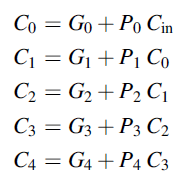 C₀ = G₀ + P₀ Cᵢₙ
C₁ = G₁ + P₁ C₀
C₂ = G₂ + P₂ C₁
C₃ = G₃ + P₃ C₂
C₄ = G₄ + P₄ C₃